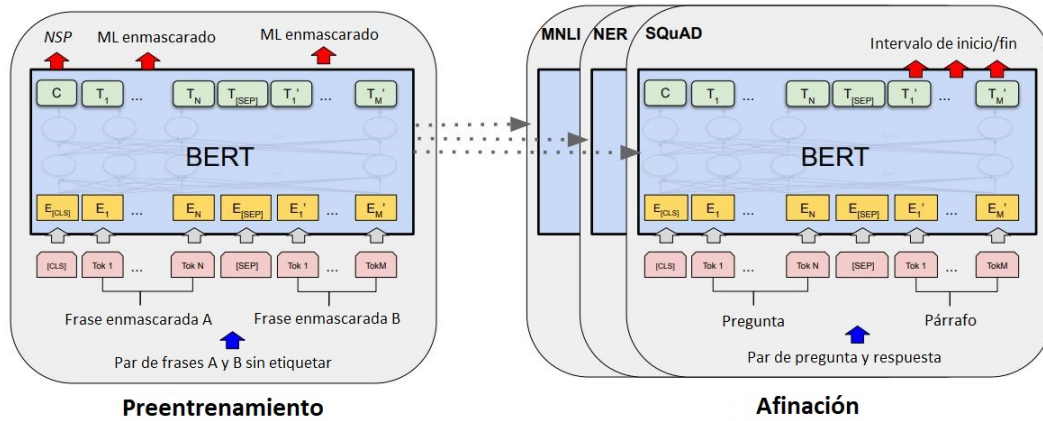 NSP ML enmascarado ML enmascarado
C T1 ... TN T[SEP] T1' ... TM'
BERT
E[CLS] E1 ... EN E[SEP] E1' ... EM'
[CLS] Tok 1 ... Tok N [SEP] Tok 1 ... TokM
Frase enmascarada A Frase enmascarada B
Par de frases A y B sin etiquetar
Preentrenamiento
MNLI NER SQuAD
Intervalo de inicio/fin
C T1 ... TN T[SEP] T1' ... TM'
BERT
E[CLS] E1 ... EN E[SEP] E1' ... EM'
[CLS] Tok 1 ... Tok N [SEP] Tok 1 ... TokM
Pregunta Párrafo
Par de pregunta y respuesta
Afinación